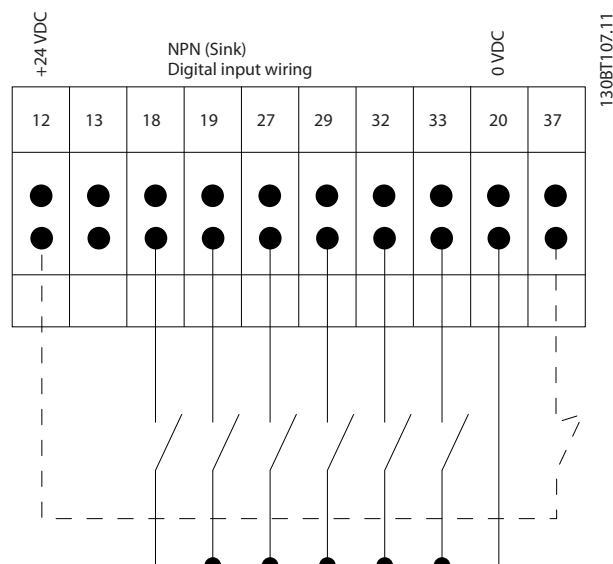 +24 VDC
NPN (Sink)
Digital input wiring
0 VDC
130BT107.11
12 13 18 19 27 29 32 33 20 37